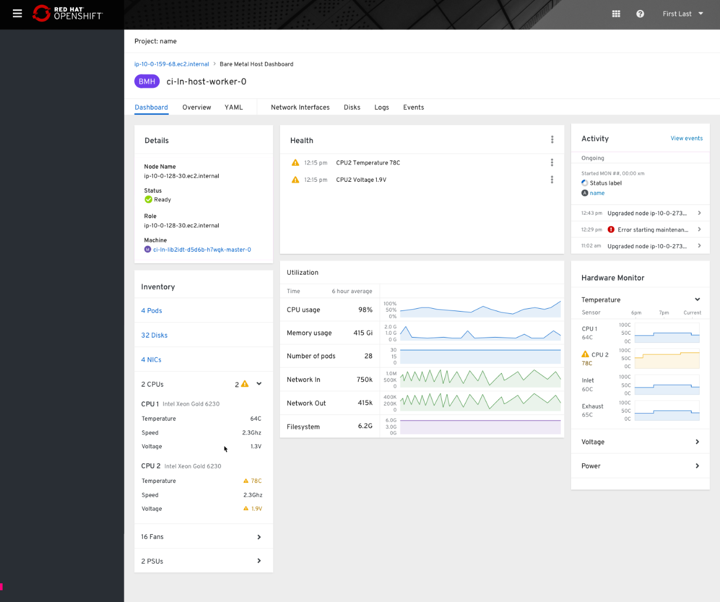 RED HAT
OPENSHIFT
First Last
Project: name
ip-10-0-159-68.ec2.internal > Bare Metal Host Dashboard
BMH ci-ln-host-worker-0
Dashboard Overview YAML Network Interfaces Disks Logs Events
Details
Node Name
ip-10-0-128-30.ec2.internal
Status
Ready
Role
ip-10-0-128-30.ec2.internal
Machine
M ci-ln-lib2idt-d5d6b-h7wqk-master-0
Inventory
4 Pods
32 Disks
4 NICs
2 CPUs 2
CPU 1 Intel Xeon Gold 6230
Temperature 64C
Speed 2.3Ghz
Voltage 1.3V
CPU 2 Intel Xeon Gold 6230
Temperature 78C
Speed 2.3Ghz
Voltage 1.9V
16 Fans
2 PSUs
Health
12:15 pm CPU2 Temperature 78C
12:15 pm CPU2 Voltage 1.9V
Utilization
Time 6 hour average
CPU usage 98% 100% 50% 0%
Memory usage 415 Gi 2.0 G 1.0 G 0 G
Number of pods 28 30 15 0
Network In 750k 1.0M 500k 0
Network Out 415k 400k 200k 0
Filesystem 6.2G 6.0G 3.0G 0G
Activity View events
Ongoing
Started MON #4, 00:00 am
Status label
A name
12:43 pm Upgraded node ip-10-0-273...
12:29 am Error starting maintenan...
11:02 am Upgraded node ip-10-0-273...
Hardware Monitor
Temperature
Sensor 6pm 7pm Current
CPU 1
64C
100C
50C
0C
CPU 2
78C
100C
50C
0C
Inlet
60C
100C
50C
0C
Exhaust
65C
100C
50C
0C
Voltage
Power